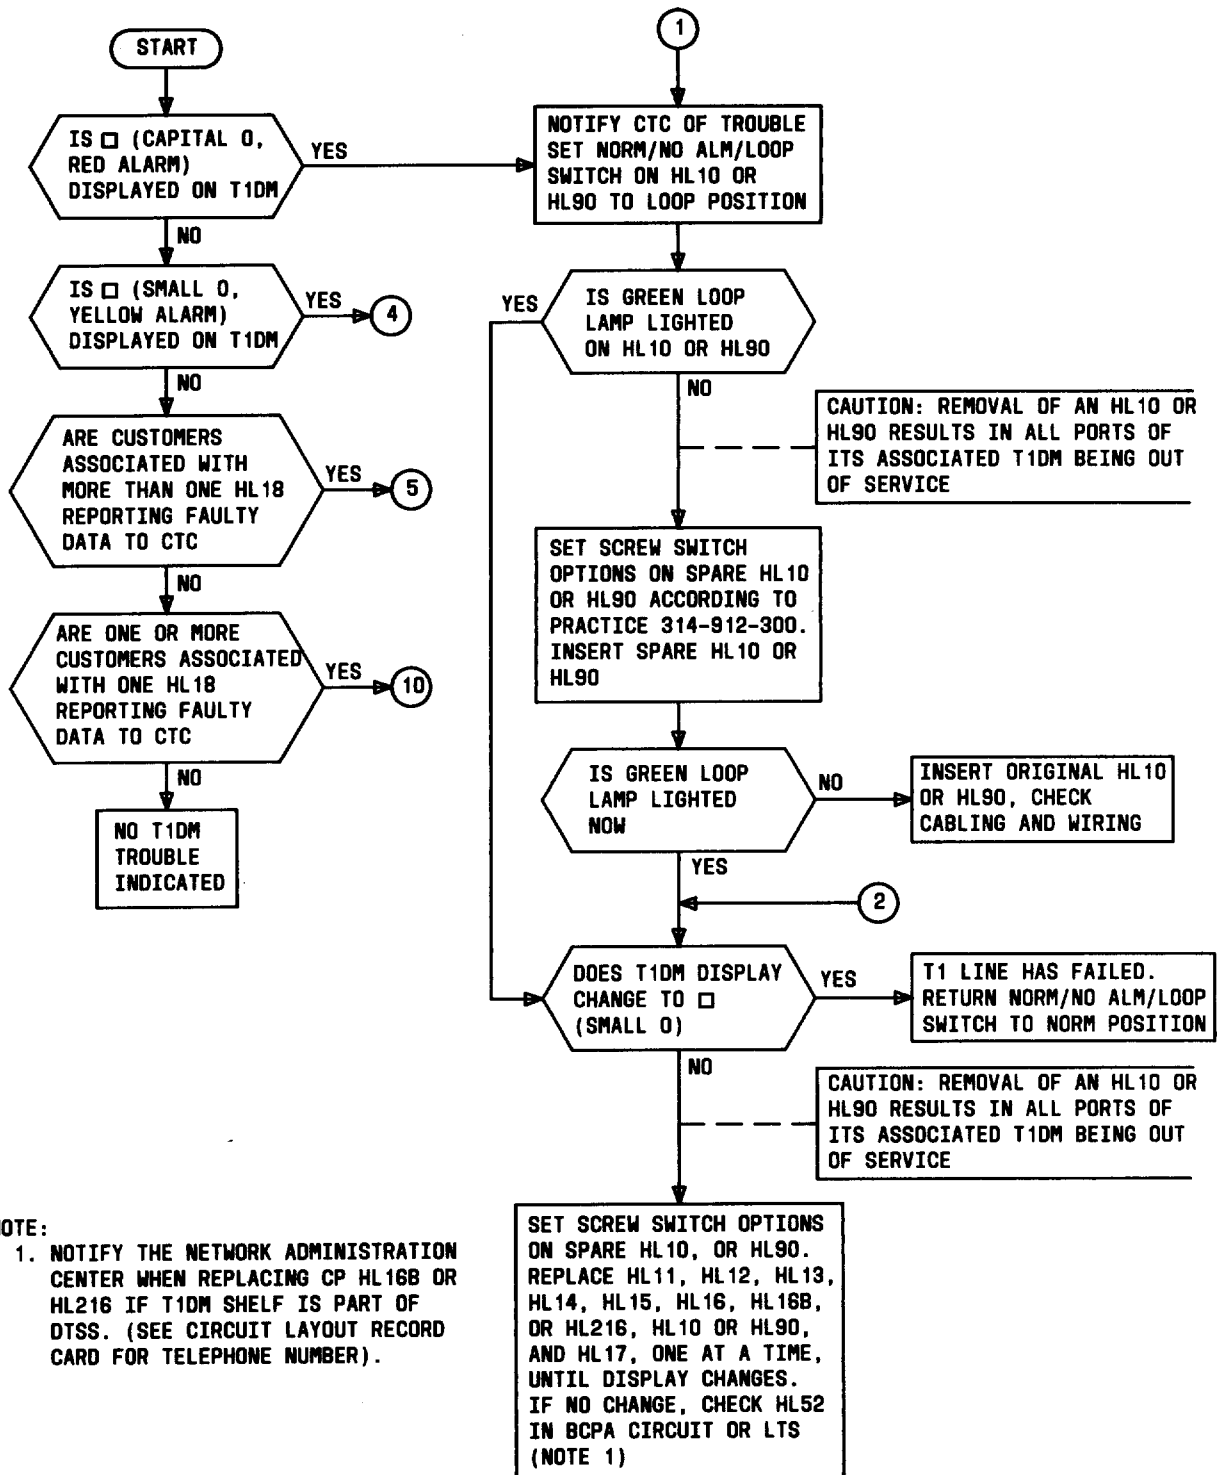 START
IS □ (CAPITAL O,
RED ALARM)
DISPLAYED ON T1DM
YES
NO
IS □ (SMALL O,
YELLOW ALARM)
DISPLAYED ON T1DM
YES
4
NO
ARE CUSTOMERS
ASSOCIATED WITH
MORE THAN ONE HL18
REPORTING FAULTY
DATA TO CTC
YES
5
NO
ARE ONE OR MORE
CUSTOMERS ASSOCIATED
WITH ONE HL18
REPORTING FAULTY
DATA TO CTC
YES
10
NO
NO T1DM
TROUBLE
INDICATED
1
NOTIFY CTC OF TROUBLE
SET NORM/NO ALM/LOOP
SWITCH ON HL10 OR
HL90 TO LOOP POSITION
IS GREEN LOOP
LAMP LIGHTED
ON HL10 OR HL90
YES
NO
CAUTION: REMOVAL OF AN HL10 OR
HL90 RESULTS IN ALL PORTS OF
ITS ASSOCIATED T1DM BEING OUT
OF SERVICE
SET SCREW SWITCH
OPTIONS ON SPARE HL10
OR HL90 ACCORDING TO
PRACTICE 314-912-300.
INSERT SPARE HL10 OR
HL90
IS GREEN LOOP
LAMP LIGHTED
NOW
NO
INSERT ORIGINAL HL10
OR HL90, CHECK
CABLING AND WIRING
YES
2
DOES T1DM DISPLAY
CHANGE TO □
(SMALL O)
YES
T1 LINE HAS FAILED.
RETURN NORM/NO ALM/LOOP
SWITCH TO NORM POSITION
NO
CAUTION: REMOVAL OF AN HL10 OR
HL90 RESULTS IN ALL PORTS OF
ITS ASSOCIATED T1DM BEING OUT
OF SERVICE
SET SCREW SWITCH OPTIONS
ON SPARE HL10, OR HL90.
REPLACE HL11, HL12, HL13,
HL14, HL15, HL16, HL16B,
OR HL216, HL10 OR HL90,
AND HL17, ONE AT A TIME,
UNTIL DISPLAY CHANGES.
IF NO CHANGE, CHECK HL52
IN BCPA CIRCUIT OR LTS
(NOTE 1)
OTE:
1. NOTIFY THE NETWORK ADMINISTRATION
CENTER WHEN REPLACING CP HL16B OR
HL216 IF T1DM SHELF IS PART OF
DTSS. (SEE CIRCUIT LAYOUT RECORD
CARD FOR TELEPHONE NUMBER).